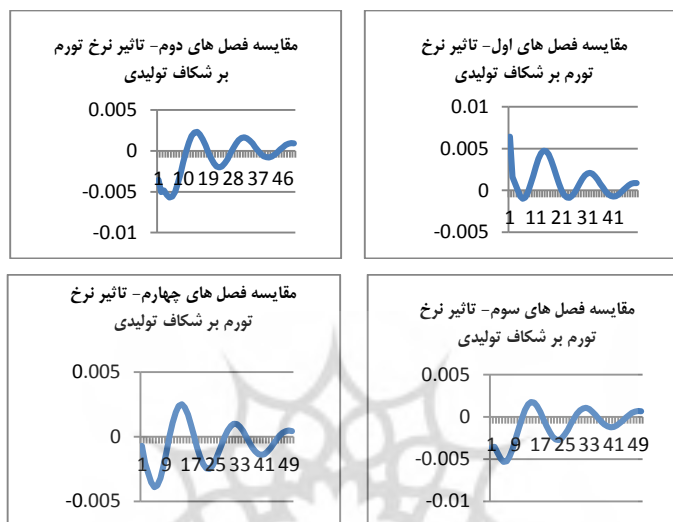 مقایسه فصل های اول- تاثیر نرخ
تورم بر شکاف تولیدی
0.01
0.005
0
-0.005
1 11 21 31 41
مقایسه فصل های دوم- تاثیر نرخ تورم
بر شکاف تولیدی
0.005
0
-0.005
-0.01
1 10 19 28 37 46
مقایسه فصل های سوم- تاثیر نرخ
تورم بر شکاف تولیدی
0.005
0
-0.005
-0.01
1 9 17 25 33 41 49
مقایسه فصل های چهارم- تاثیر نرخ
تورم بر شکاف تولیدی
0.005
0
-0.005
1 9 17 25 33 41 49